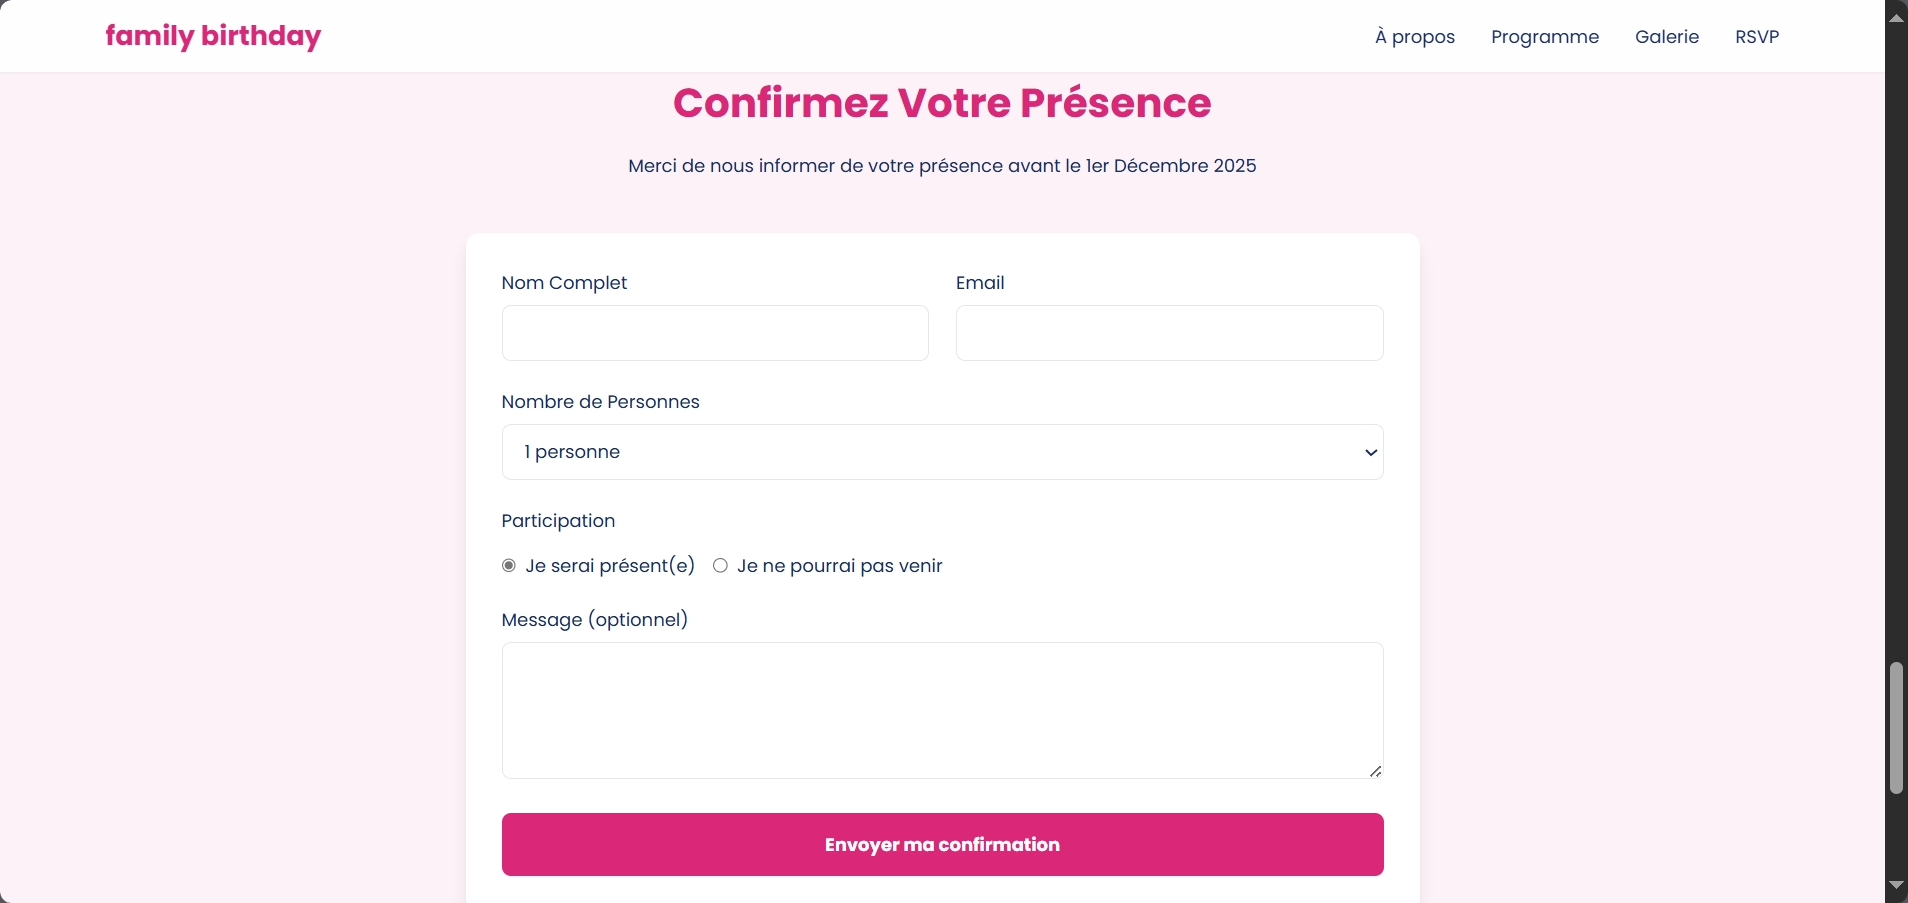 family birthday
À propos Programme Galerie RSVP
Confirmez Votre Présence
Merci de nous informer de votre présence avant le 1er Décembre 2025
Nom Complet Email
Nombre de Personnes
1 personne
Participation
Je serai présent(e) Je ne pourrai pas venir
Message (optionnel)
Envoyer ma confirmation